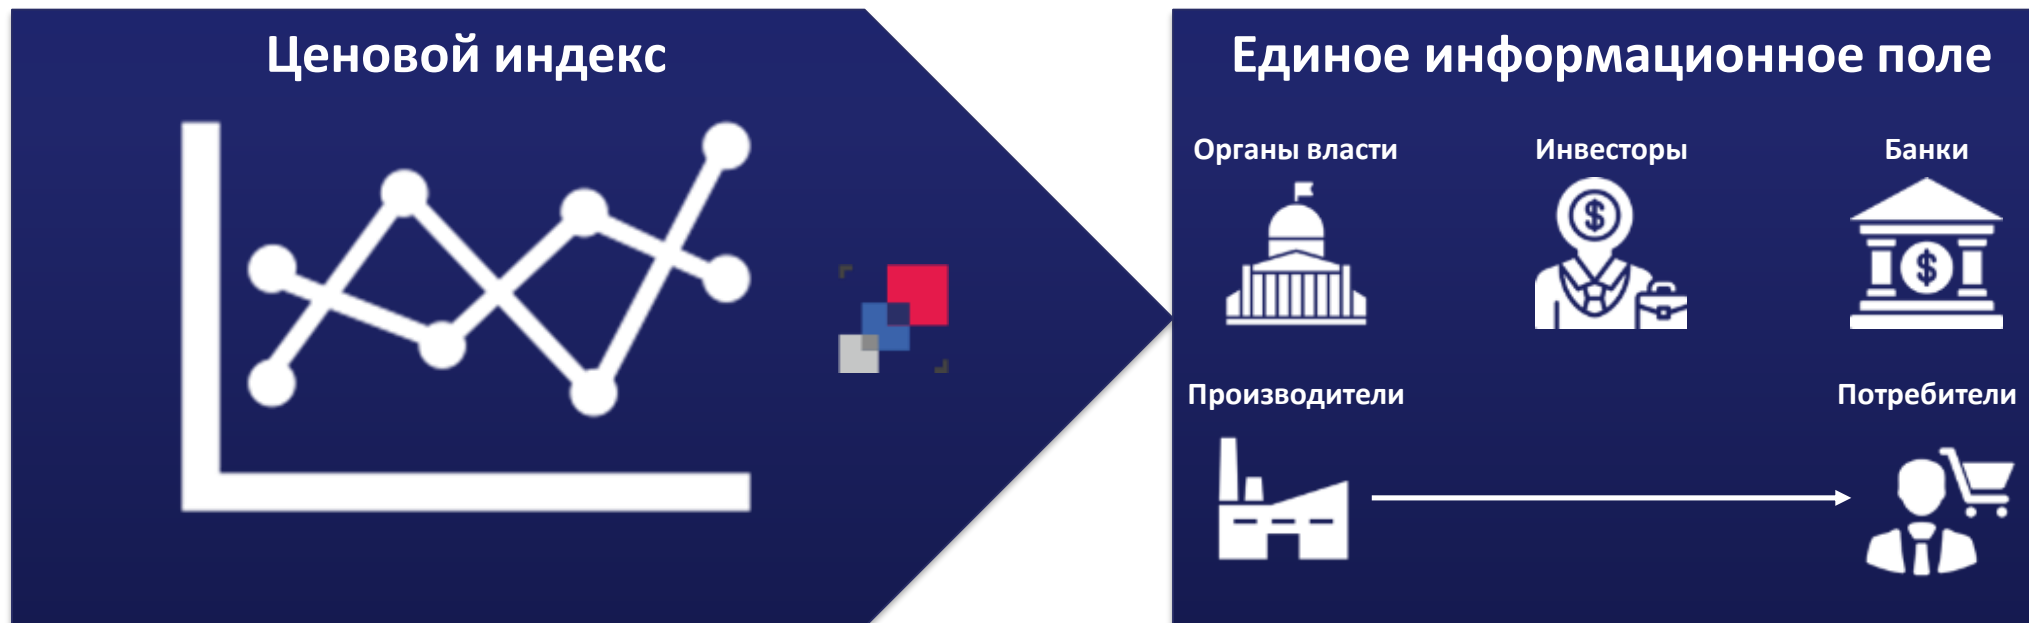 Ценовой индекс
Единое информационное поле
Органы власти
Инвесторы
Банки
$
$
Производители
Потребители